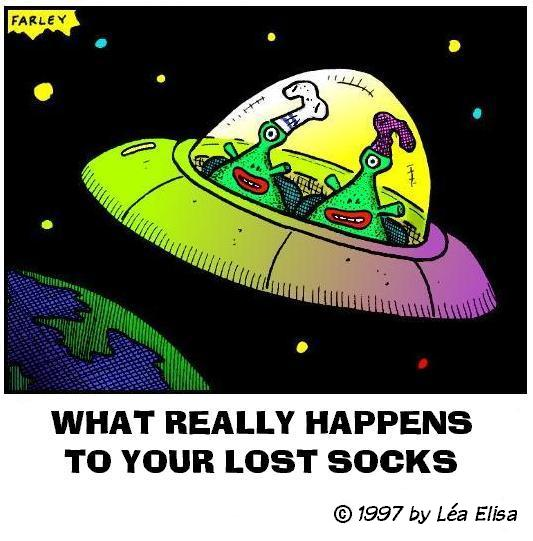 FARLEY
WHAT REALLY HAPPENS
TO YOUR LOST SOCKS
© 1997 by Léa Elisa